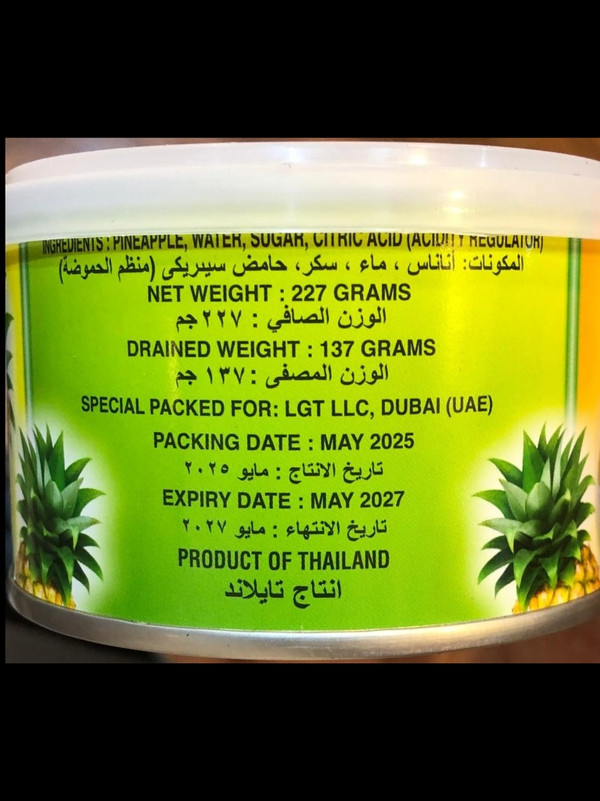 INGREDIENTS : PINEAPPLE, WATER, SUGAR, CITRIC ACID (ACIDITY REGULATOR)
المكونات: أناناس ، ماء ، سكر، حامض سيتريكي (منظم الحموضة)
NET WEIGHT : 227 GRAMS
الوزن الصافي : ٢٢٧ جم
DRAINED WEIGHT : 137 GRAMS
الوزن المصفى : ١٣٧ جم
SPECIAL PACKED FOR: LGT LLC, DUBAI (UAE)
PACKING DATE : MAY 2025
تاريخ الانتاج : مايو ٢٠٢٥
EXPIRY DATE : MAY 2027
تاريخ الانتهاء : مايو ٢٠٢٧
PRODUCT OF THAILAND
انتاج تايلاند